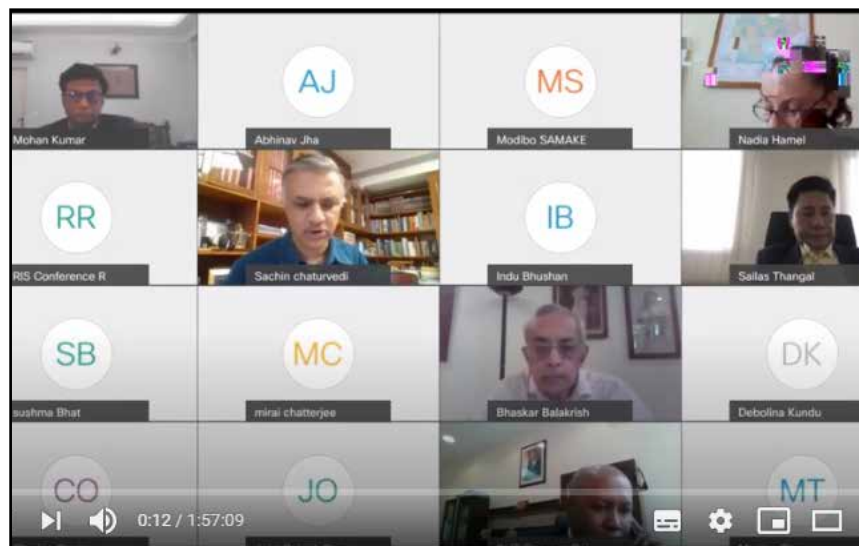 AJ
MS
Mohan Kumar
Abhinav Jha
Modibo SAMAKE
Nadia Hamel
RR
IB
RIS Conference R
Sachin chaturvedi
Indu Bhushan
Sailas Thangal
SB
MC
DK
sushma Bhat
mirai chatterjee
Bhaskar Balakrish
Debolina Kundu
CO
JO
MT
0:12 / 1:57:09